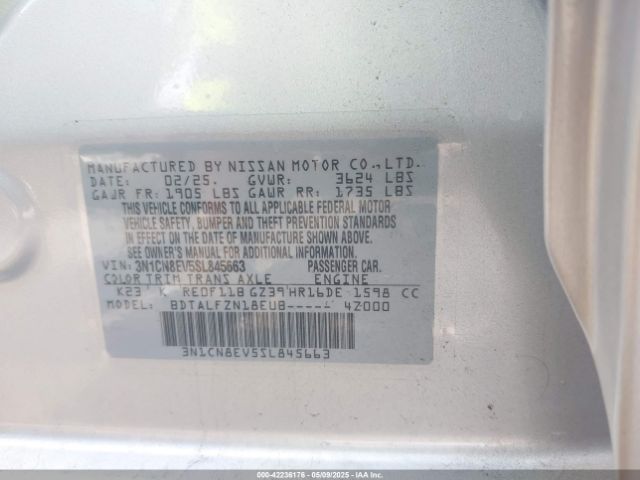 MANUFACTURED BY NISSAN MOTOR CO.,LTD.
DATE: 02/25. GVWR: 3624 LBS
GAWR FR: 1905 LBS GAWR RR: 1735 LBS
THIS VEHICLE CONFORMS TO ALL APPLICABLE FEDERAL MOTOR
VEHICLE SAFETY, BUMPER AND THEFT PREVENTION STANDARDS
IN EFFECT ON THE DATE OF MANUFACTURE SHOWN ABOVE.
SEE OWNER'S MANUAL FOR ADDITIONAL INFORMATION.
VIN: 3N1CN8EV5SL845663 PASSENGER CAR.
COLOR TRIM TRANS AXLE ENGINE
K23 K RE0F11B GZ39 HR16DE 1598 CC
MODEL: BDTALFZN18EUB----- 4Z000
3N1CN8EV5SL845663
000-42236176 - 05/09/2025 - IAAI.COM